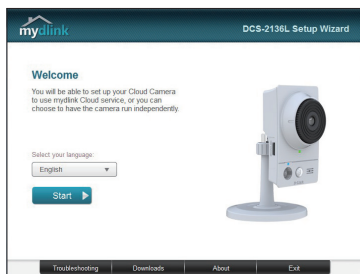 mydlink
DCS-2136L Setup Wizard
Welcome
You will be able to set up your Cloud Camera
to use mydlink Cloud service, or you can
choose to have the camera run independently.
Select your language:
English
Start
Troubleshooting
Downloads
About
Exit